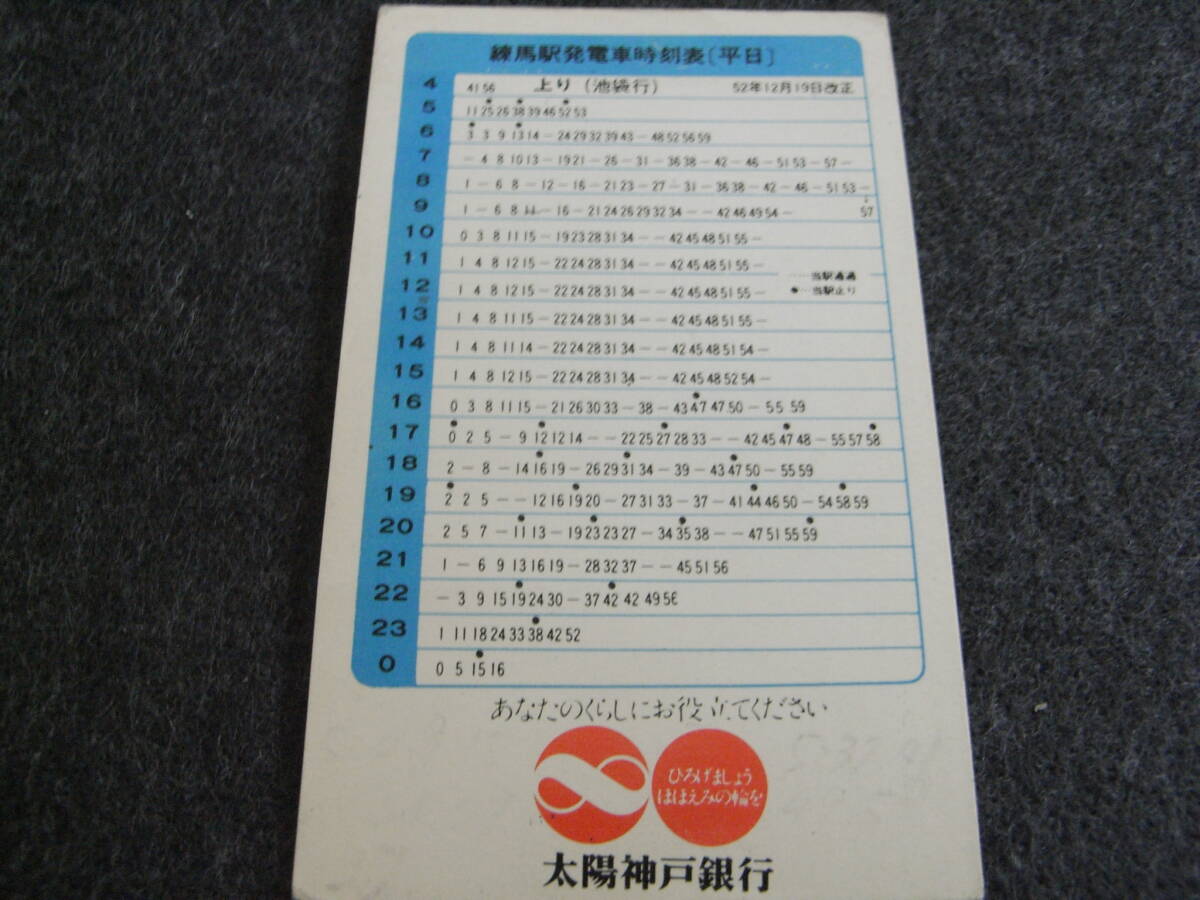 練馬駅発電車時刻表〔平日〕
4 41 56 上り (池袋行) 52年12月19日改正
5 11 25 26 38 39 46 52 53
6 3 3 9 13 14 － 24 29 32 39 43 － 48 52 56 59
7 － 4 8 10 13 － 19 21 － 26 － 31 － 36 38 － 42 － 46 － 51 53 － 57 －
8 1 － 6 8 － 12 － 16 － 21 23 － 27 － 31 － 36 38 － 42 － 46 － 51 53 － 57
9 1 － 6 8 11 － 16 － 21 24 26 29 32 34 － － 42 46 49 54 －
10 0 3 8 11 15 － 19 23 28 31 34 － － 42 45 48 51 55 －
11 1 4 8 12 15 － 22 24 28 31 34 － － 42 45 48 51 55 －
－…当駅通過
12 1 4 8 12 15 － 22 24 28 31 34 － － 42 45 48 51 55 －
●…当駅止り
13 1 4 8 11 15 － 22 24 28 31 34 － － 42 45 48 51 55 －
14 1 4 8 11 14 － 22 24 28 31 34 － － 42 45 48 51 54 －
15 1 4 8 12 15 － 22 24 28 31 34 － － 42 45 48 52 54 －
16 0 3 8 11 15 － 21 26 30 33 － 38 － 43 47 47 50 － 55 59
17 0 2 5 － 9 12 12 14 － － 22 25 27 28 33 － － 42 45 47 48 － 55 57 58
18 2 － 8 － 14 16 19 － 26 29 31 34 － 39 － 43 47 50 － 55 59
19 2 2 5 － － 12 16 19 20 － 27 31 33 － 37 － 41 44 46 50 － 54 58 59
20 2 5 7 － 11 13 － 19 23 23 27 － 34 35 38 － － 47 51 55 59
21 1 － 6 9 13 16 19 － 28 32 37 － － 45 51 56
22 － 3 9 15 19 24 30 － 37 42 42 49 56
23 1 11 18 24 33 38 42 52
0 0 5 15 16
あなたのくらしにお役立てください
ひろげましょう
ほほえみの輪を
太陽神戸銀行